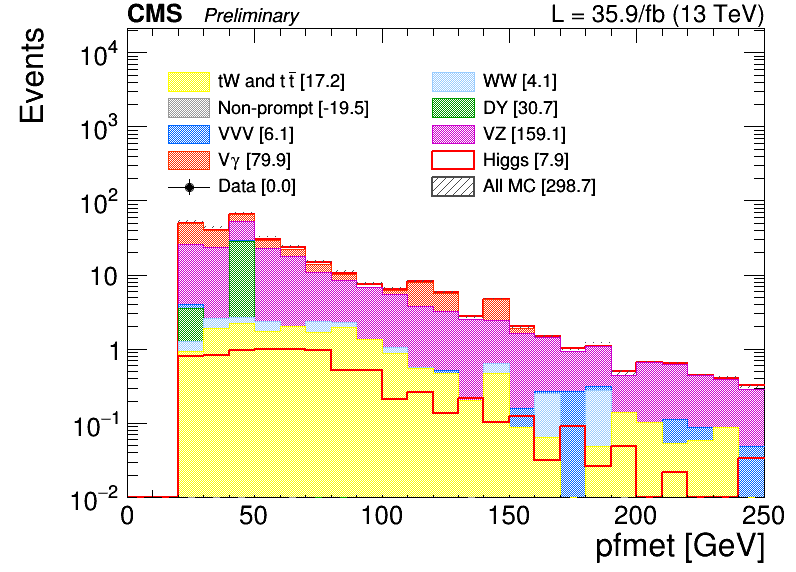 CMS Preliminary L = 35.9/fb (13 TeV)
Events
10⁴
10³
10²
10
1
10⁻¹
10⁻²
tW and t t̄ [17.2]
WW [4.1]
Non-prompt [-19.5]
DY [30.7]
VVV [6.1]
VZ [159.1]
Vγ [79.9]
Higgs [7.9]
Data [0.0]
All MC [298.7]
0 50 100 150 200 250
pfmet [GeV]